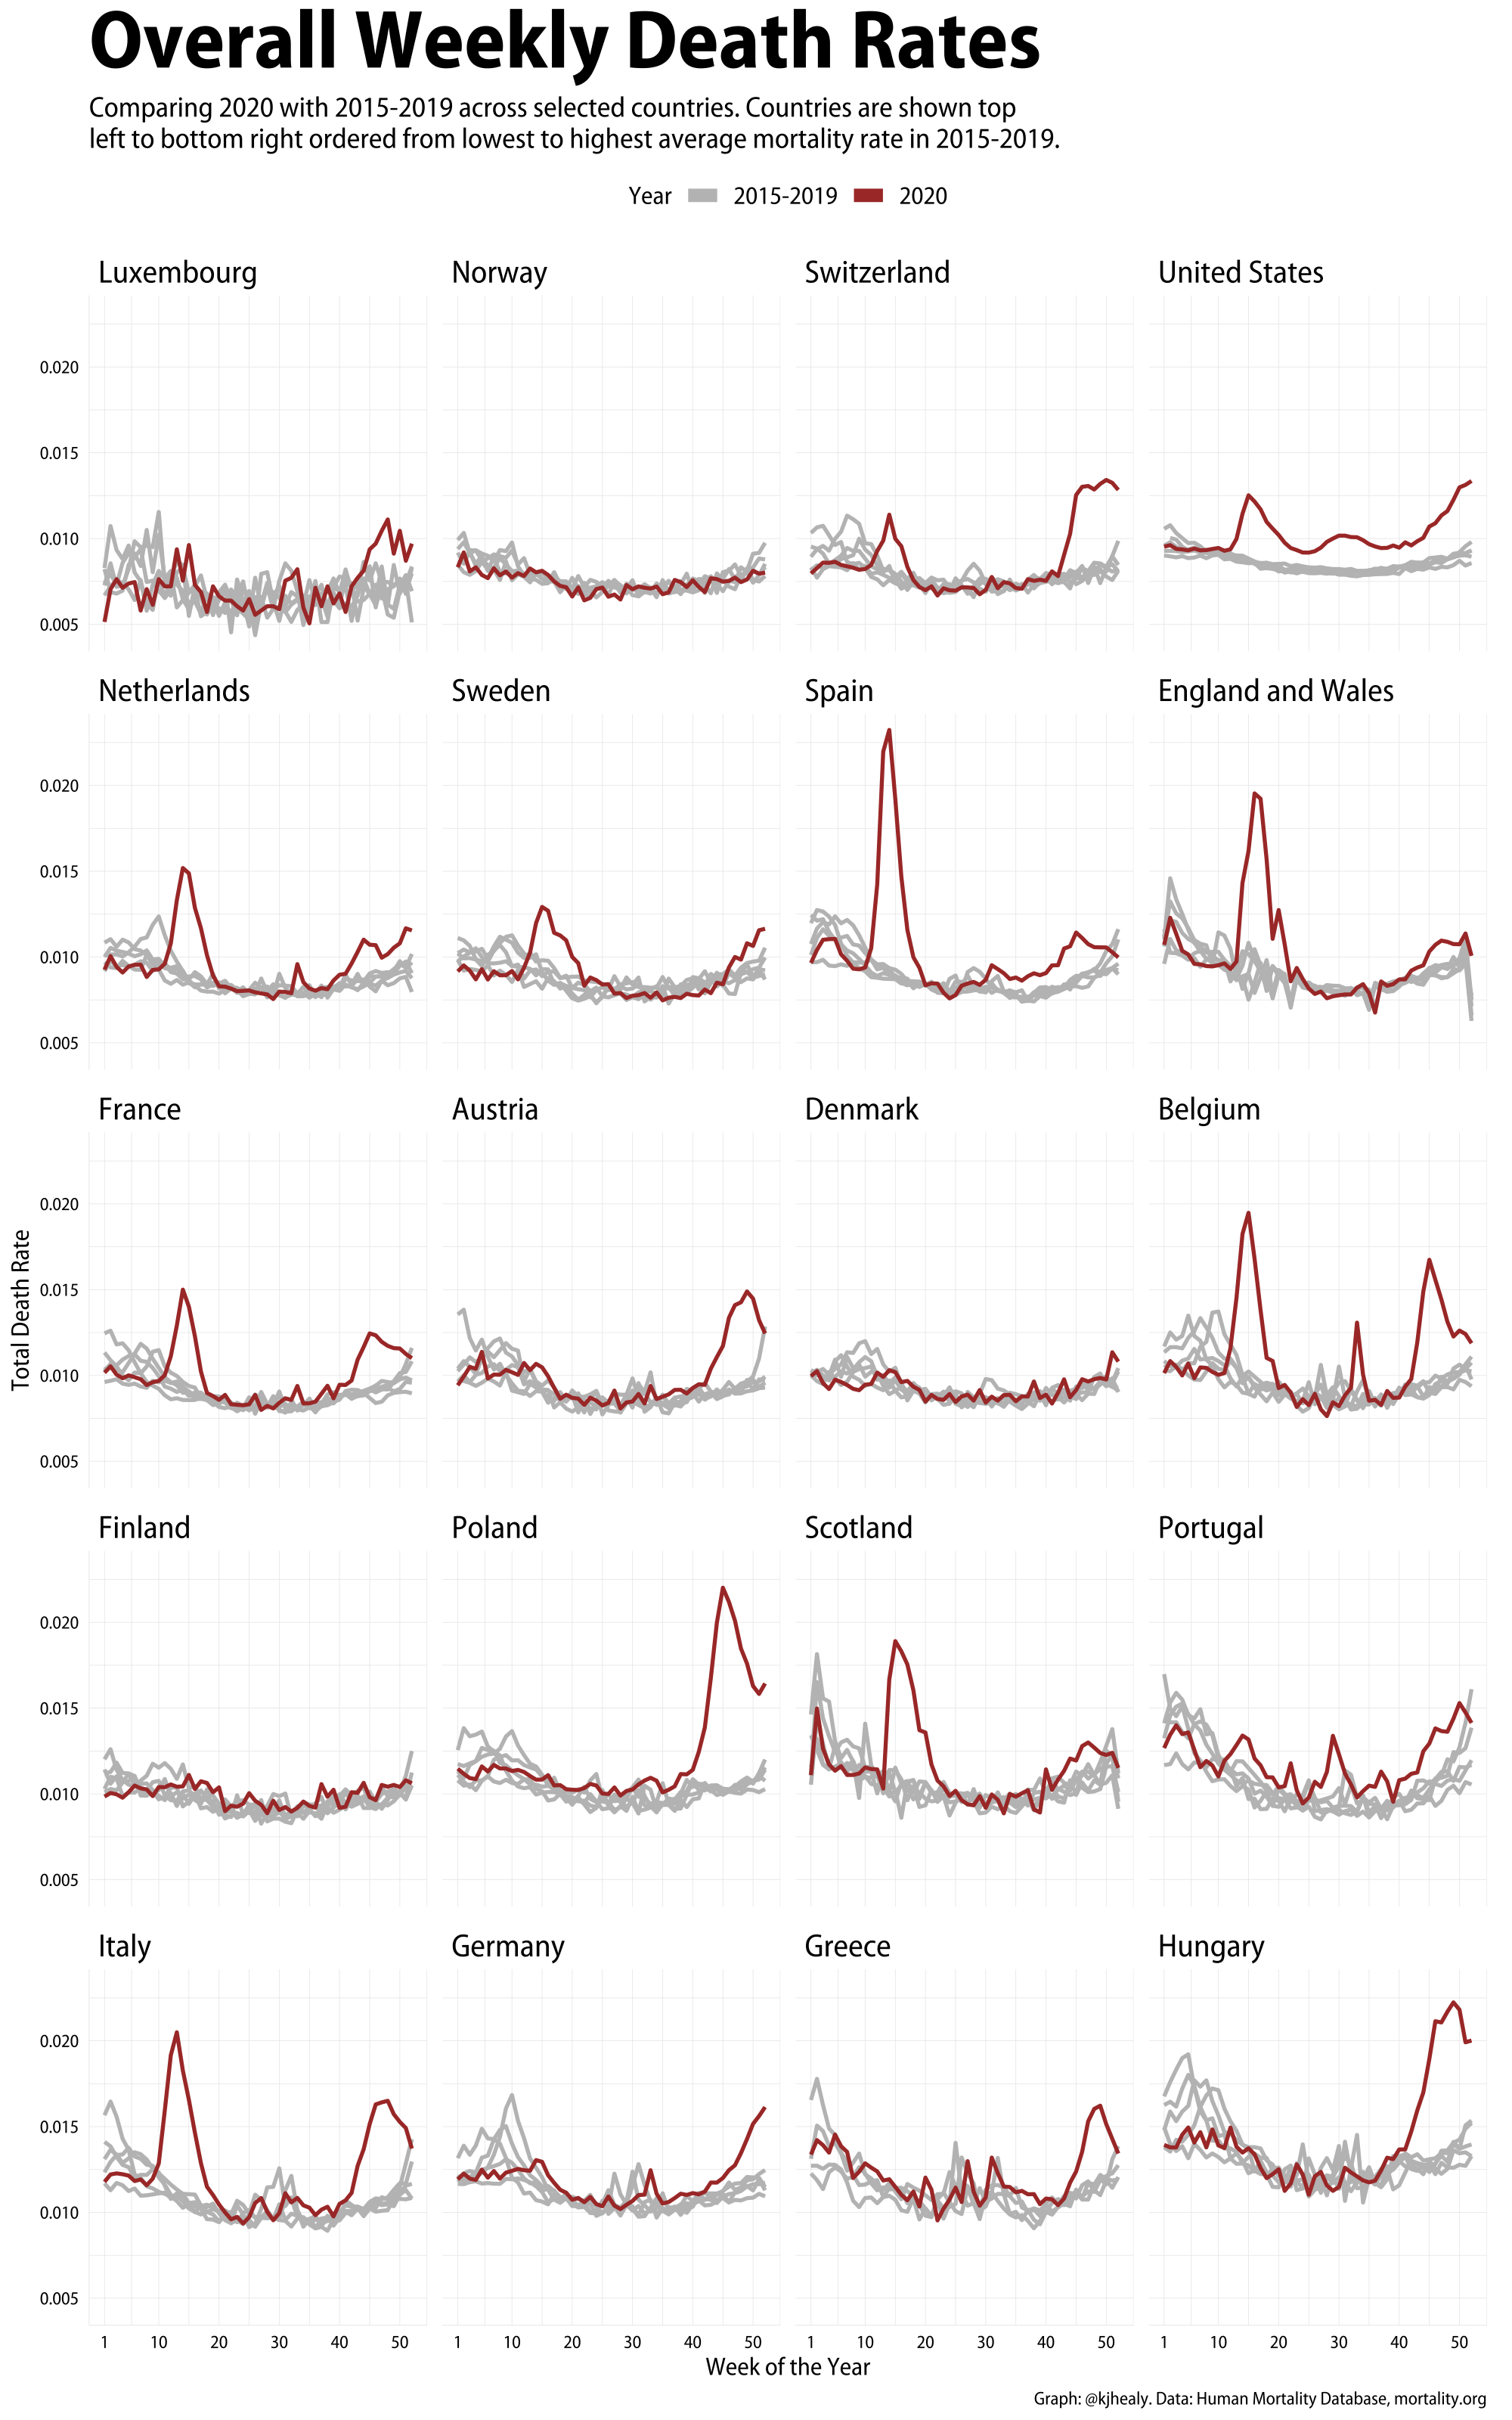 Overall Weekly Death Rates
Comparing 2020 with 2015-2019 across selected countries. Countries are shown top
left to bottom right ordered from lowest to highest average mortality rate in 2015-2019.
Year 2015-2019 2020
Luxembourg Norway Switzerland United States
0.020
0.015
0.010
0.005
Netherlands Sweden Spain England and Wales
0.020
0.015
0.010
0.005
France Austria Denmark Belgium
0.020
0.015
0.010
0.005
Total Death Rate
Finland Poland Scotland Portugal
0.020
0.015
0.010
0.005
Italy Germany Greece Hungary
0.020
0.015
0.010
0.005
1 10 20 30 40 50 1 10 20 30 40 50 1 10 20 30 40 50 1 10 20 30 40 50
Week of the Year
Graph: @kjhealy. Data: Human Mortality Database, mortality.org